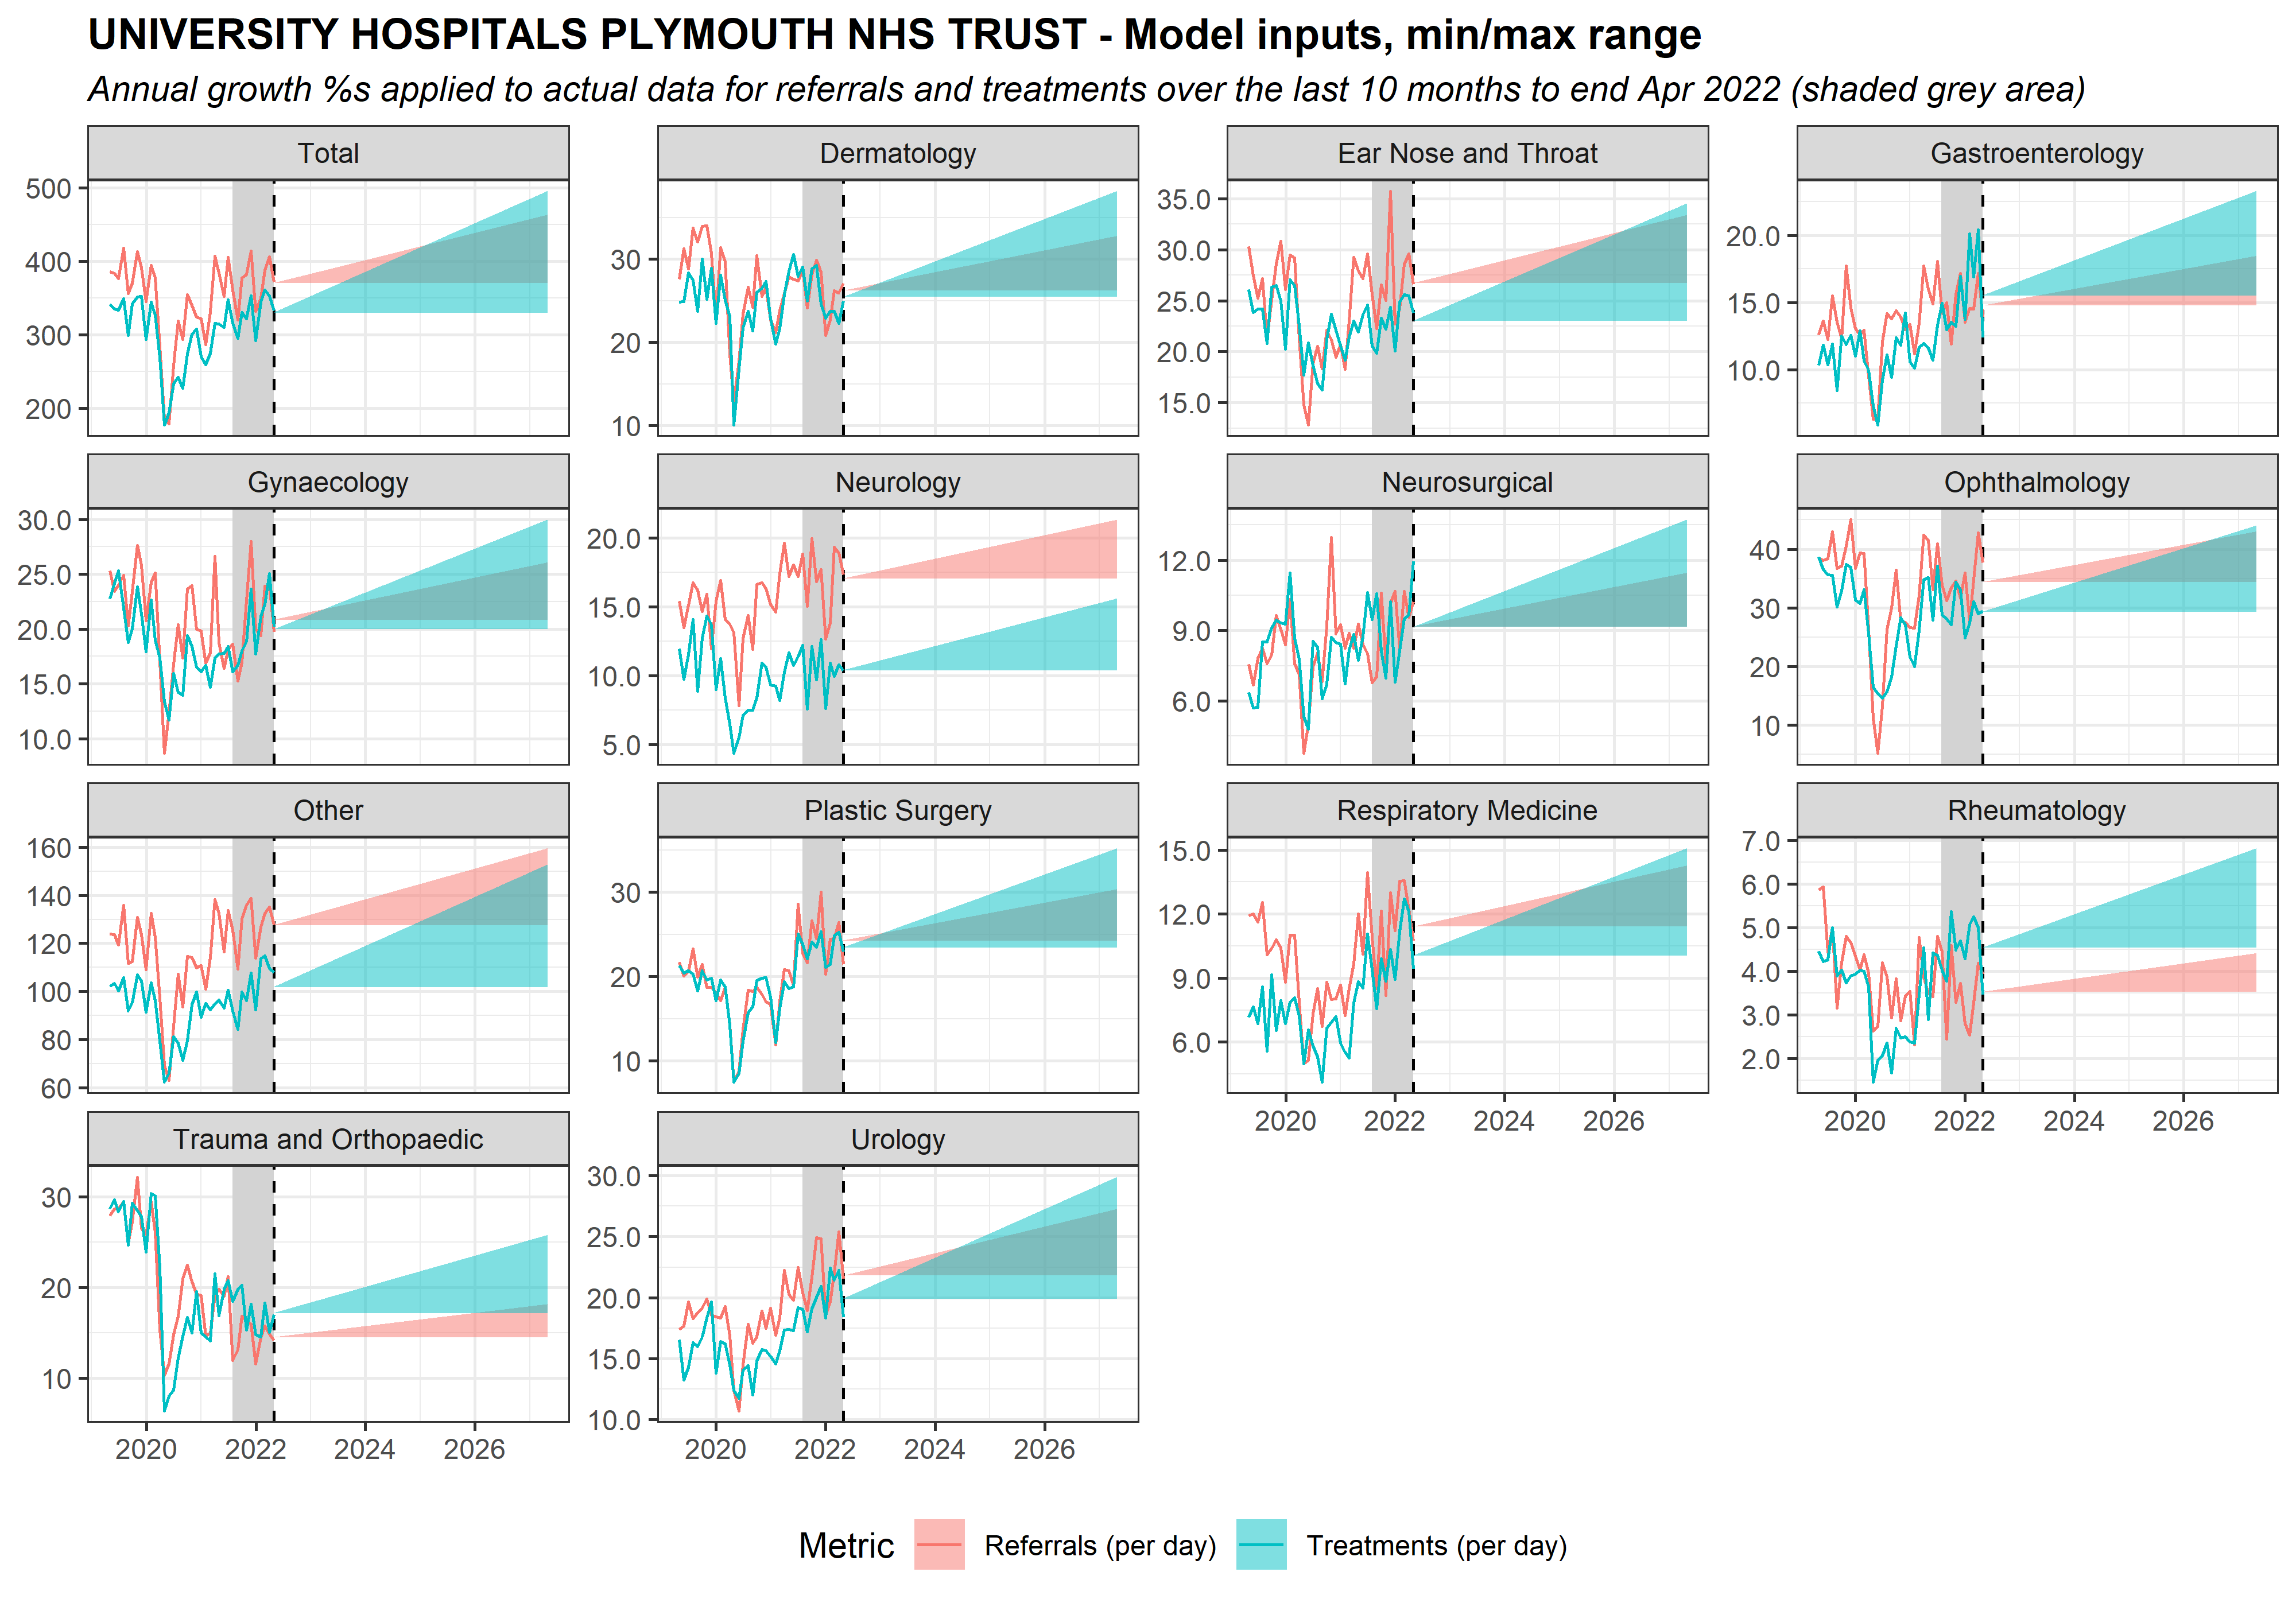 UNIVERSITY HOSPITALS PLYMOUTH NHS TRUST - Model inputs, min/max range
Annual growth %s applied to actual data for referrals and treatments over the last 10 months to end Apr 2022 (shaded grey area)
Total
Dermatology
Ear Nose and Throat
Gastroenterology
500
400
300
200
30
20
10
35.0
30.0
25.0
20.0
15.0
20.0
15.0
10.0
Gynaecology
Neurology
Neurosurgical
Ophthalmology
30.0
25.0
20.0
15.0
10.0
20.0
15.0
10.0
5.0
12.0
9.0
6.0
40
30
20
10
Other
Plastic Surgery
Respiratory Medicine
Rheumatology
160
140
120
100
80
60
30
20
10
15.0
12.0
9.0
6.0
7.0
6.0
5.0
4.0
3.0
2.0
2020 2022 2024 2026
2020 2022 2024 2026
Trauma and Orthopaedic
Urology
30
20
10
30.0
25.0
20.0
15.0
10.0
2020 2022 2024 2026
2020 2022 2024 2026
Metric Referrals (per day) Treatments (per day)